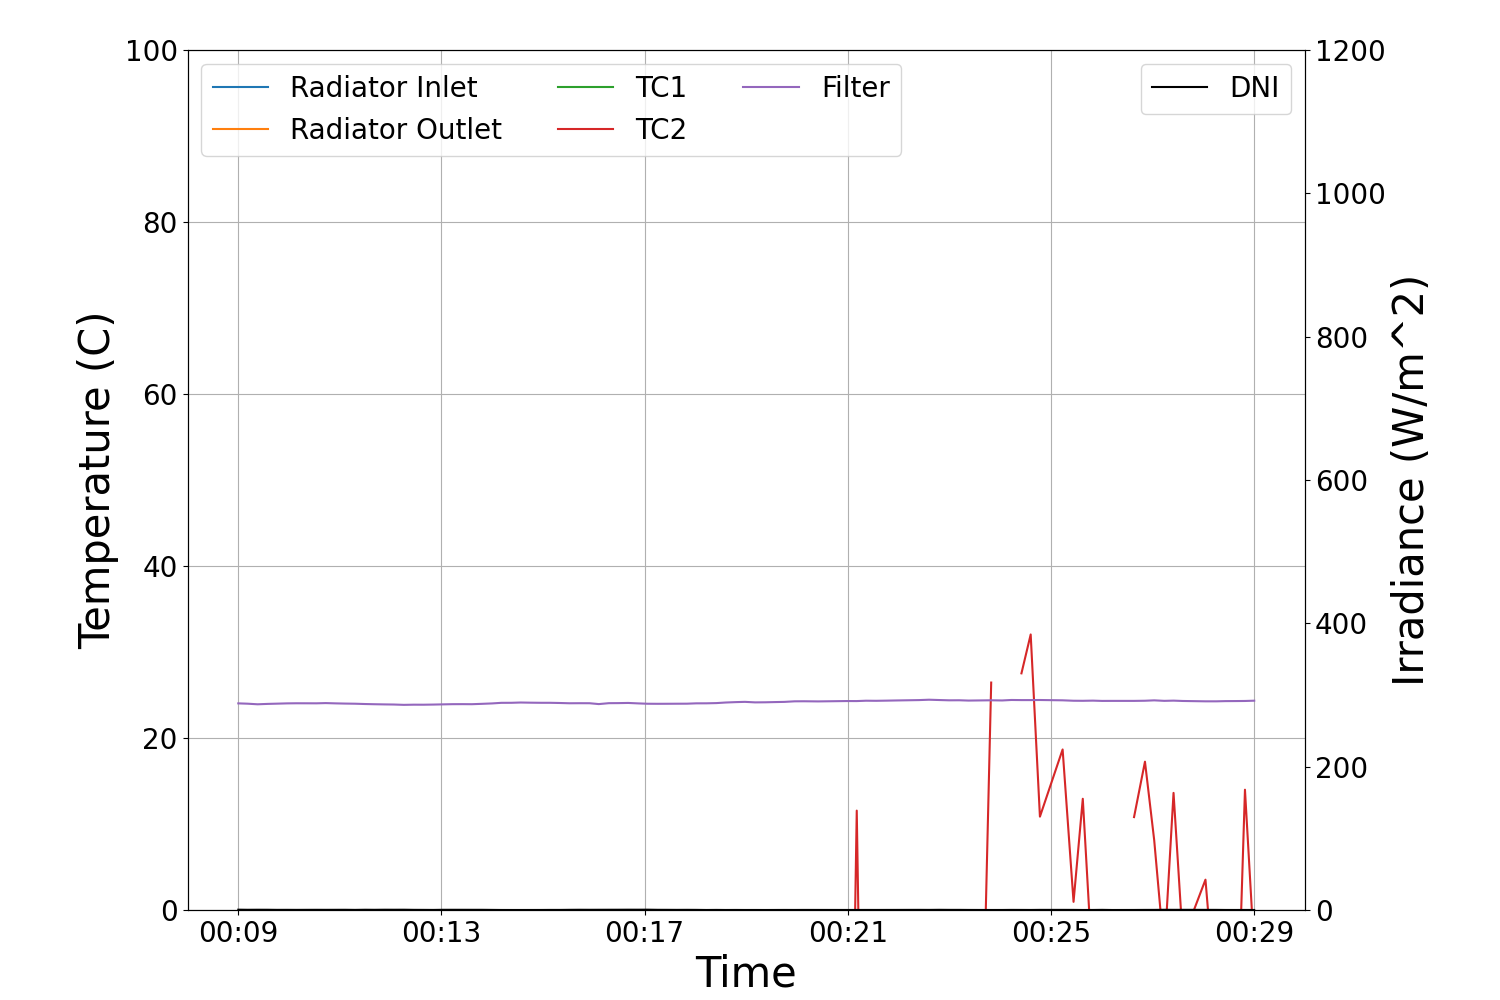 100
80
60
40
20
0
Temperature (C)
Radiator Inlet
Radiator Outlet
TC1
TC2
Filter
DNI
1200
1000
800
600
400
200
0
Irradiance (W/m^2)
00:09 00:13 00:17 00:21 00:25 00:29
Time